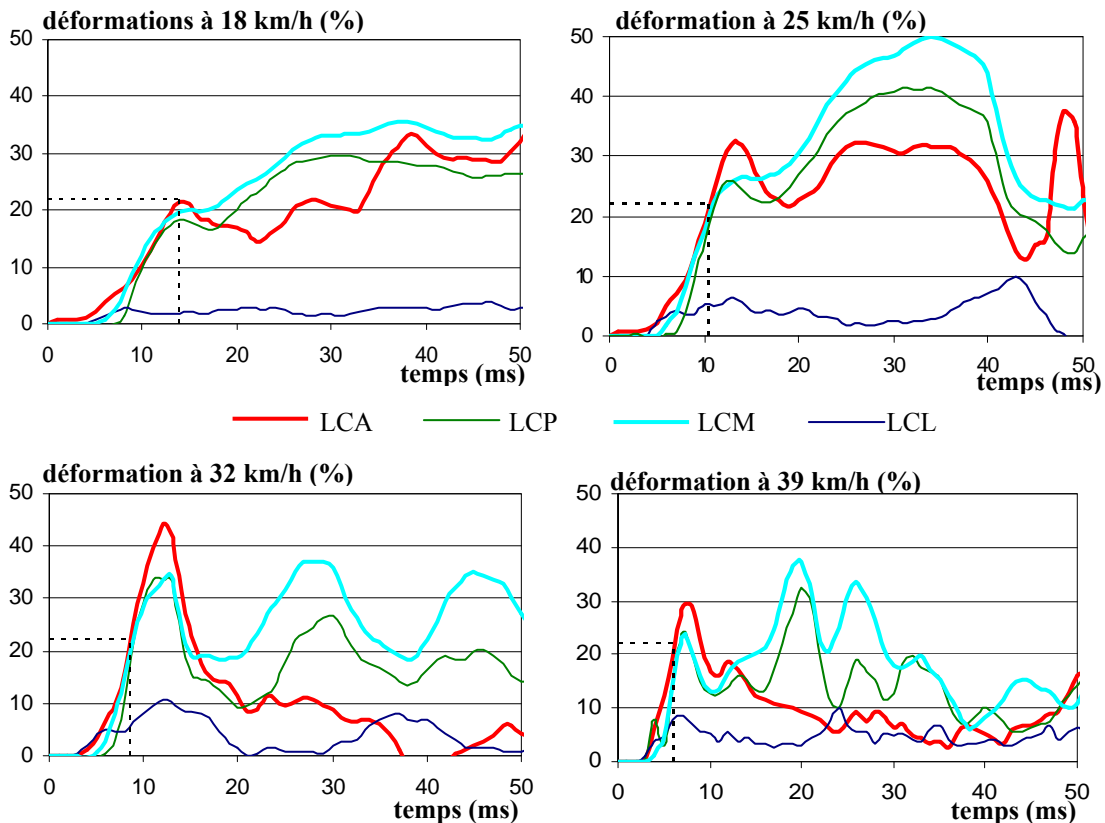 déformations à 18 km/h (%)
50
40
30
20
10
0
0 10 20 30 40 50
temps (ms)
déformation à 25 km/h (%)
50
40
30
20
10
0
0 10 20 30 40 50
temps (ms)
LCA LCP LCM LCL
déformation à 32 km/h (%)
50
40
30
20
10
0
0 10 20 30 40 50
temps (ms)
déformation à 39 km/h (%)
50
40
30
20
10
0
0 10 20 30 40 50
temps (ms)